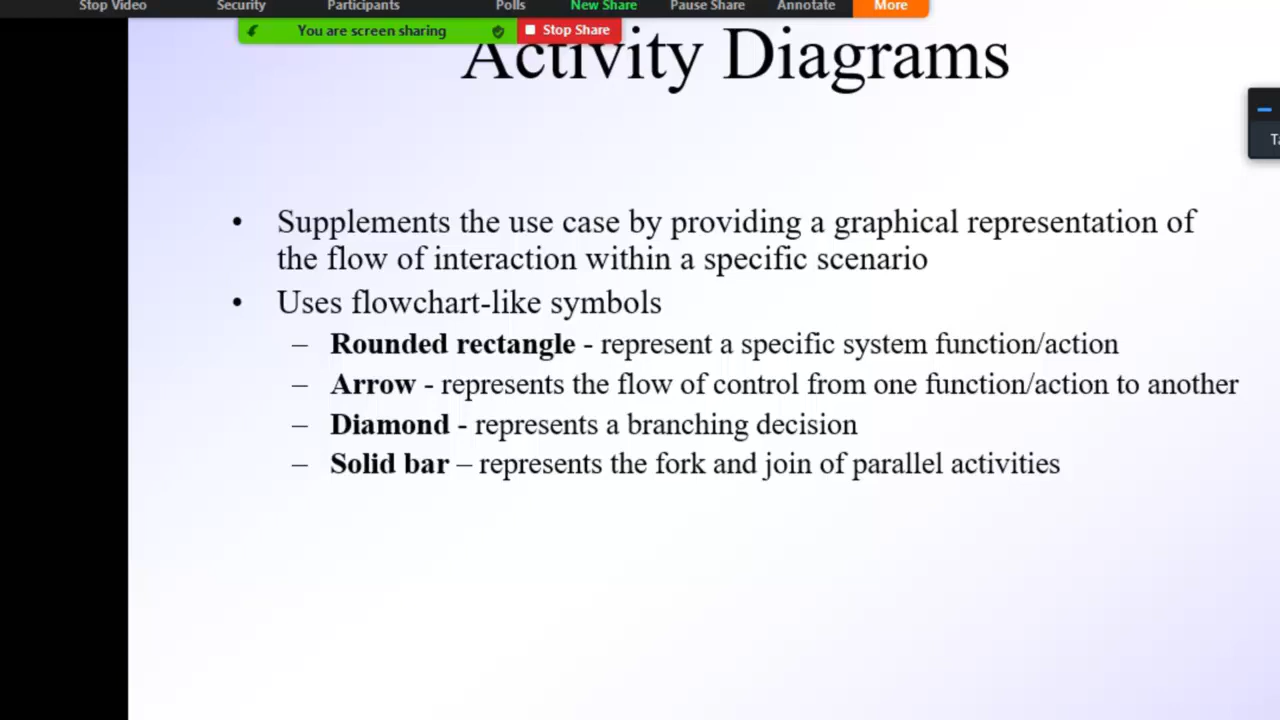 Stop Video Security Participants Polls New Share Pause Share Annotate More
You are screen sharing Stop Share
Activity Diagrams
• Supplements the use case by providing a graphical representation of
the flow of interaction within a specific scenario
• Uses flowchart-like symbols
– Rounded rectangle - represent a specific system function/action
– Arrow - represents the flow of control from one function/action to another
– Diamond - represents a branching decision
– Solid bar – represents the fork and join of parallel activities